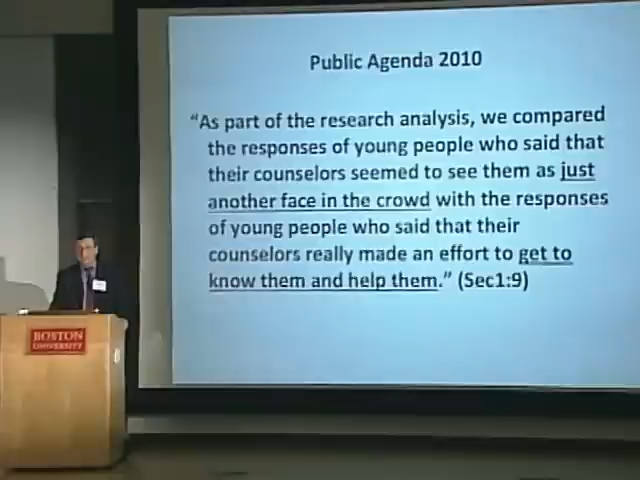 Public Agenda 2010
“As part of the research analysis, we compared
the responses of young people who said that
their counselors seemed to see them as just
another face in the crowd with the responses
of young people who said that their
counselors really made an effort to get to
know them and help them.” (Sec1:9)
BOSTON
UNIVERSITY